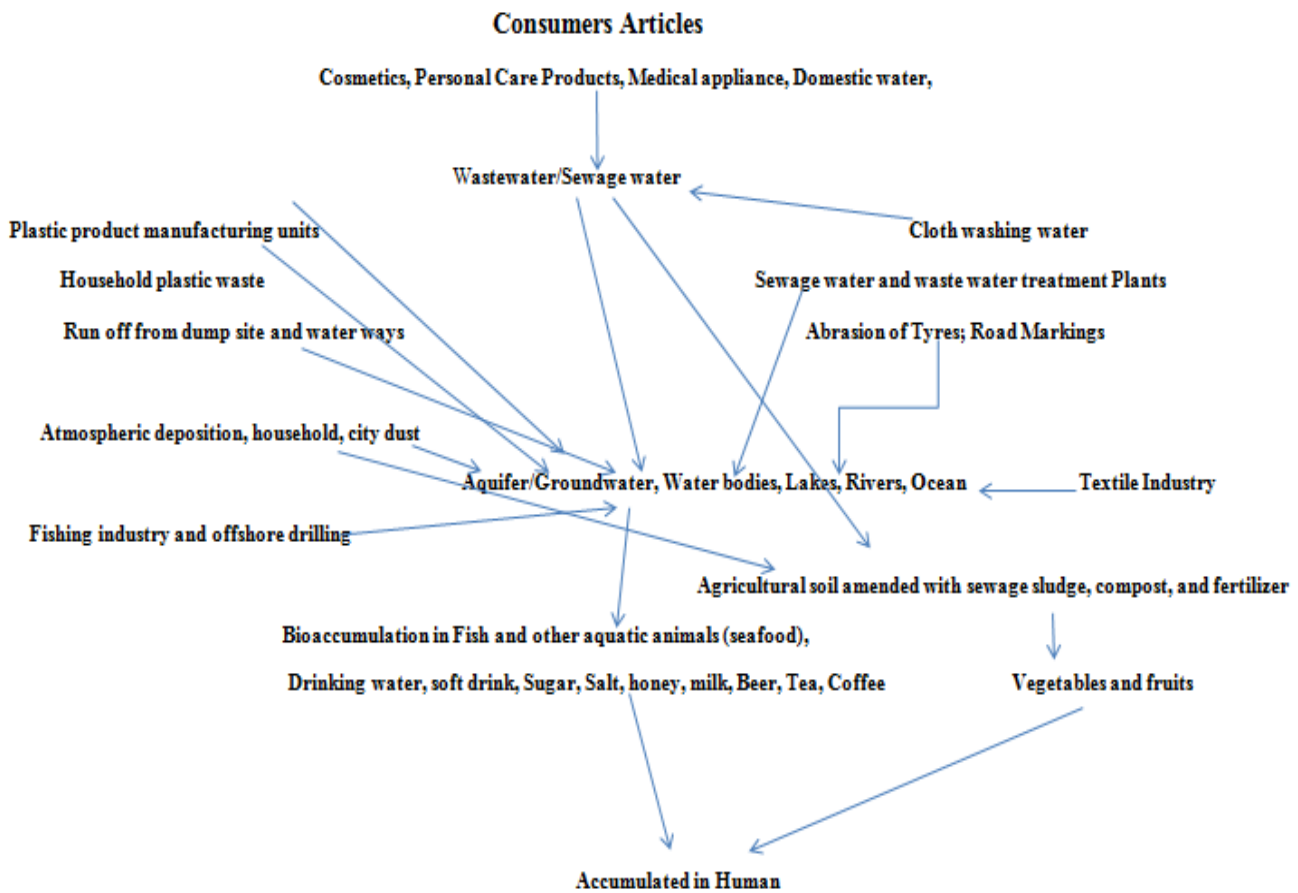 Consumers Articles
Cosmetics, Personal Care Products, Medical appliance, Domestic water,
Wastewater/Sewage water
Plastic product manufacturing units
Cloth washing water
Household plastic waste
Sewage water and waste water treatment Plants
Run off from dump site and water ways
Abrasion of Tyres; Road Markings
Atmospheric deposition, household, city dust
Aquifer/Groundwater, Water bodies, Lakes, Rivers, Ocean
Textile Industry
Fishing industry and offshore drilling
Agricultural soil amended with sewage sludge, compost, and fertilizer
Bioaccumulation in Fish and other aquatic animals (seafood),
Drinking water, soft drink, Sugar, Salt, honey, milk, Beer, Tea, Coffee
Vegetables and fruits
Accumulated in Human